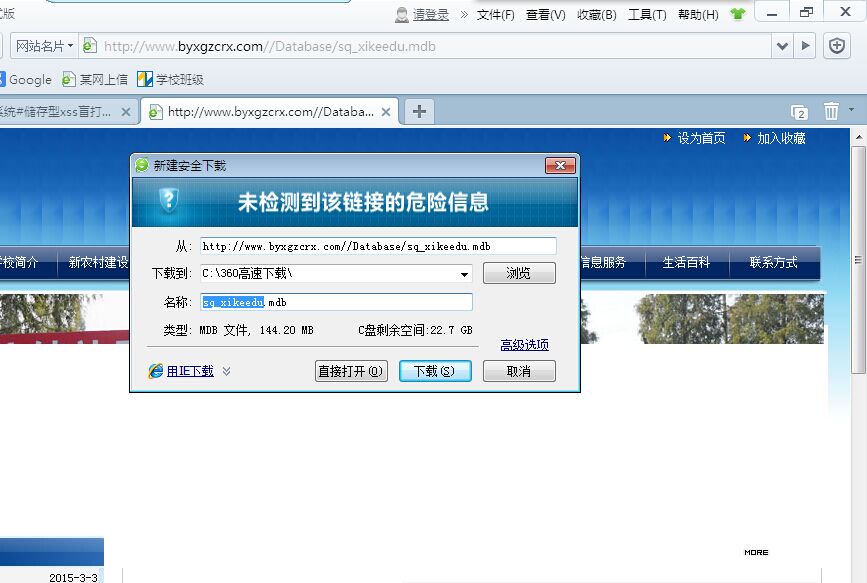 版
请登录 » 文件(F) 查看(V) 收藏(B) 工具(T) 帮助(H)
网站名片 http://www.byxgzcrx.com//Database/sq_xikeedu.mdb
Google 某网上信 学校班级
系统#储存型xss盲打... http://www.byxgzcrx.com//Databa... 2
设为首页 加入收藏
新建安全下载
未检测到该链接的危险信息
从: http://www.byxgzcrx.com//Database/sq_xikeedu.mdb
下载到: C:\360高速下载\ 浏览
名称: sq_xikeedu.mdb
类型: MDB 文件, 144.20 MB C盘剩余空间:22.7 GB
高级选项
用IE下载 直接打开(O) 下载(S) 取消
学校简介 新农村建设 信息服务 生活百科 联系方式
MORE
2015-3-3